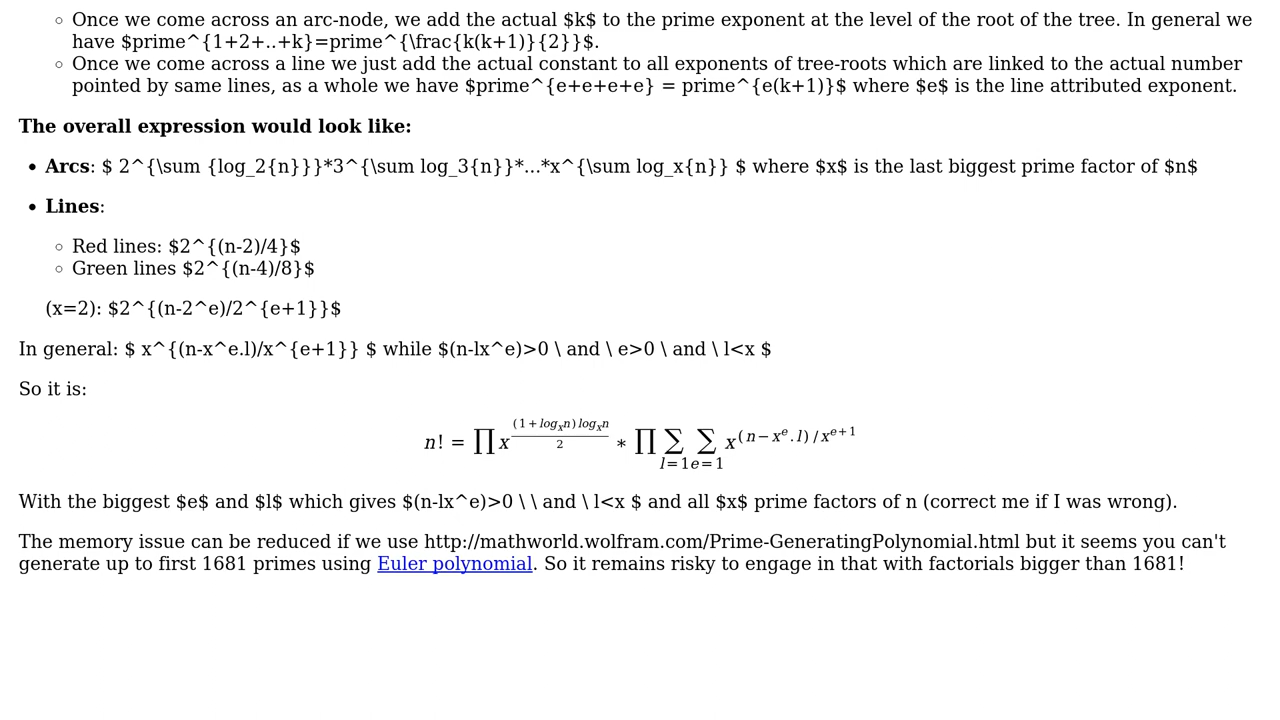 Once we come across an arc-node, we add the actual $k$ to the prime exponent at the level of the root of the tree. In general we
have $prime^{1+2+..+k}=prime^{\frac{k(k+1)}{2}}$.
Once we come across a line we just add the actual constant to all exponents of tree-roots which are linked to the actual number
pointed by same lines, as a whole we have $prime^{e+e+e+e} = prime^{e(k+1)}$ where $e$ is the line attributed exponent.
The overall expression would look like:
Arcs: $ 2^{\sum {log_2{n}}}*3^{\sum log_3{n}}*...*x^{\sum log_x{n}} $ where $x$ is the last biggest prime factor of $n$
Lines:
Red lines: $2^{(n-2)/4}$
Green lines $2^{(n-4)/8}$
(x=2): $2^{(n-2^e)/2^{e+1}}$
In general: $ x^{(n-x^e.l)/x^{e+1}} $ while $(n-lx^e)>0 \ and \ e>0 \ and \ l<x $
So it is:
n! = ∏ x^{\frac{(1+log_x n) log_x n}{2}} * ∏ ∑_{l=1} ∑_{e=1} x^{(n-x^e.l)/x^{e+1}}
With the biggest $e$ and $l$ which gives $(n-lx^e)>0 \ \ and \ l<x $ and all $x$ prime factors of n (correct me if I was wrong).
The memory issue can be reduced if we use http://mathworld.wolfram.com/Prime-GeneratingPolynomial.html but it seems you can't
generate up to first 1681 primes using Euler polynomial. So it remains risky to engage in that with factorials bigger than 1681!